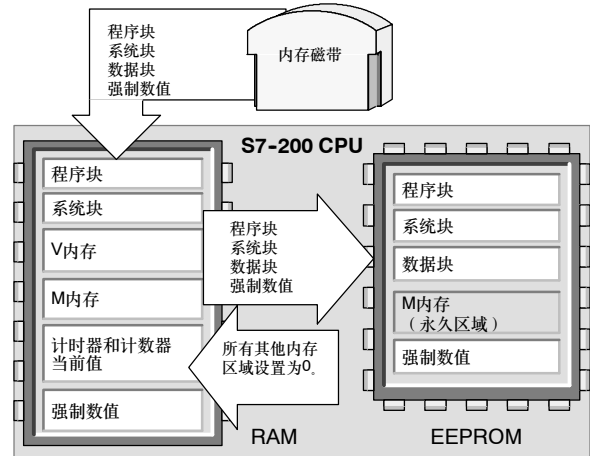 程序块
系统块
数据块
强制数值
内存磁带
S7-200 CPU
程序块
系统块
V内存
M内存
计时器和计数器
当前值
强制数值
程序块
系统块
数据块
强制数值
所有其他内存
区域设置为0。
程序块
系统块
数据块
M内存
（永久区域）
强制数值
RAM
EEPROM